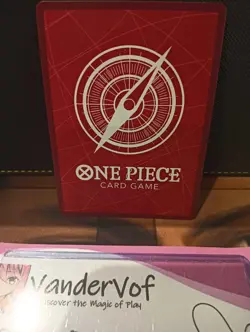 ONE PIECE
CARD GAME
VanderVof
Discover the Magic of Play